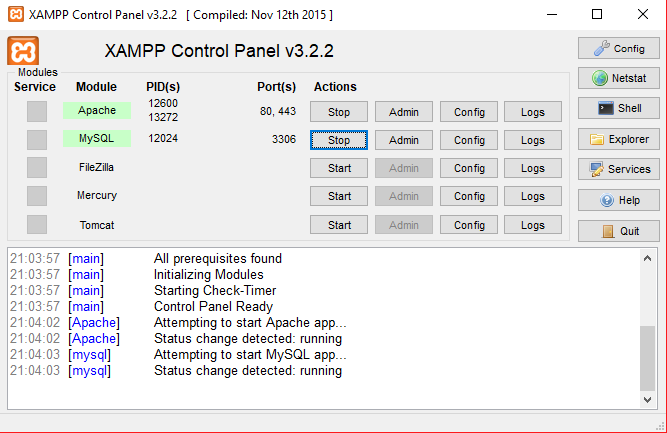 XAMPP Control Panel v3.2.2 [ Compiled: Nov 12th 2015 ]
XAMPP Control Panel v3.2.2
Config
Modules
Service Module PID(s) Port(s) Actions
Netstat
Apache 12600 13272 80, 443 Stop Admin Config Logs
Shell
MySQL 12024 3306 Stop Admin Config Logs
Explorer
FileZilla Start Admin Config Logs
Services
Mercury Start Admin Config Logs
Help
Tomcat Start Admin Config Logs
Quit
21:03:57 [main] All prerequisites found
21:03:57 [main] Initializing Modules
21:03:57 [main] Starting Check-Timer
21:03:57 [main] Control Panel Ready
21:04:02 [Apache] Attempting to start Apache app...
21:04:02 [Apache] Status change detected: running
21:04:03 [mysql] Attempting to start MySQL app...
21:04:03 [mysql] Status change detected: running